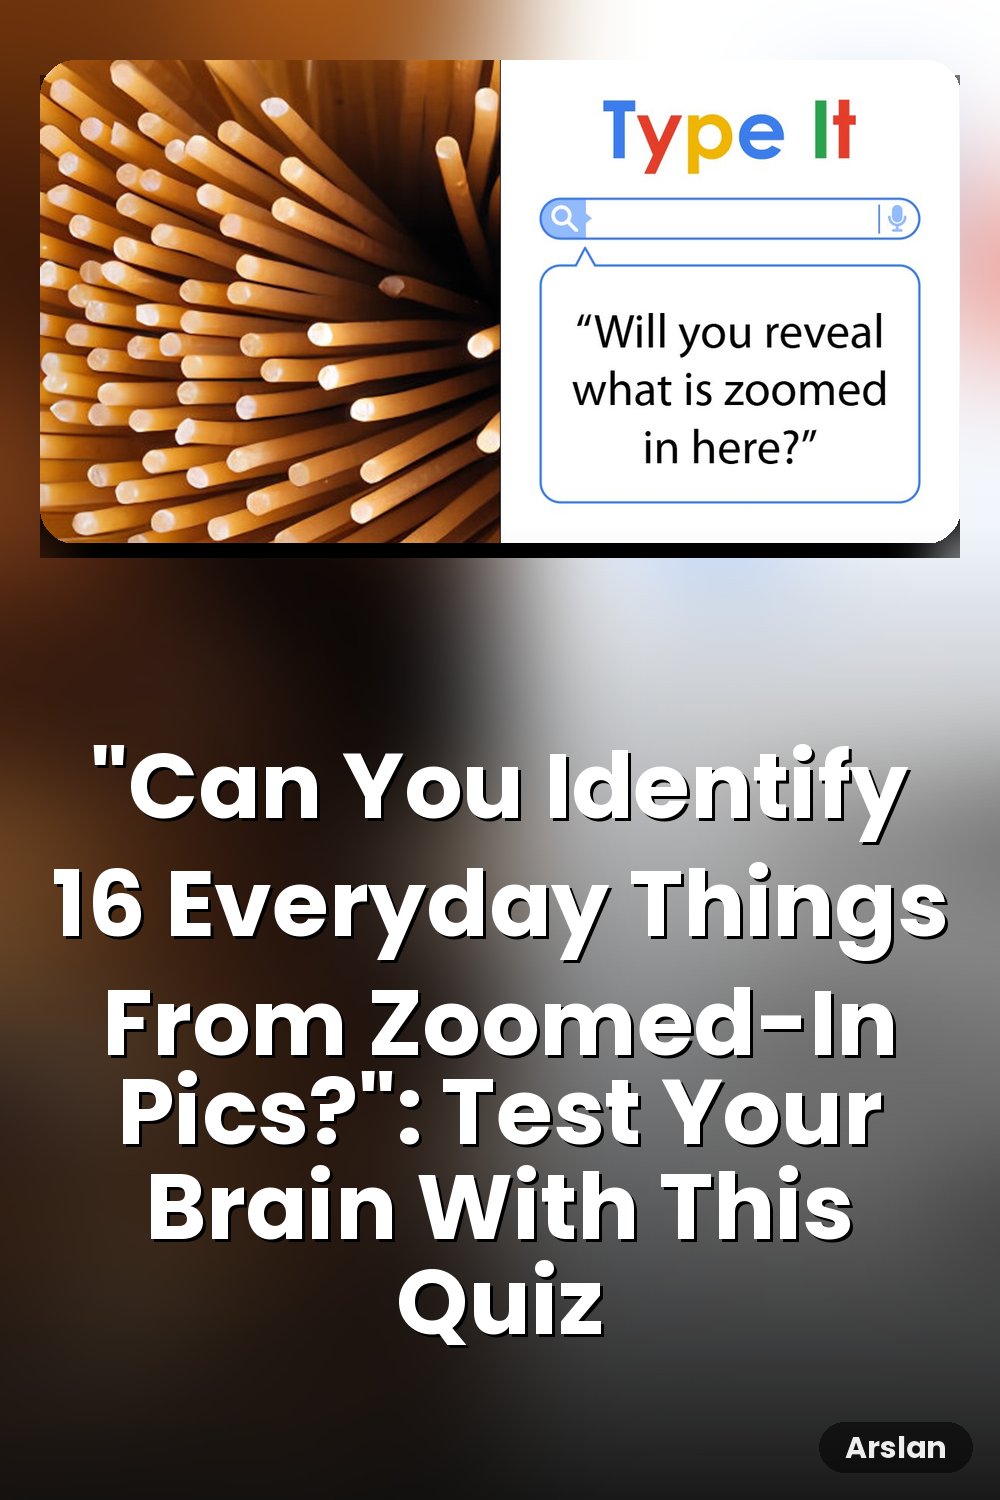 Type It
“Will you reveal
what is zoomed
in here?”
"Can You Identify
16 Everyday Things
From Zoomed-In
Pics?": Test Your
Brain With This
Quiz
Arslan